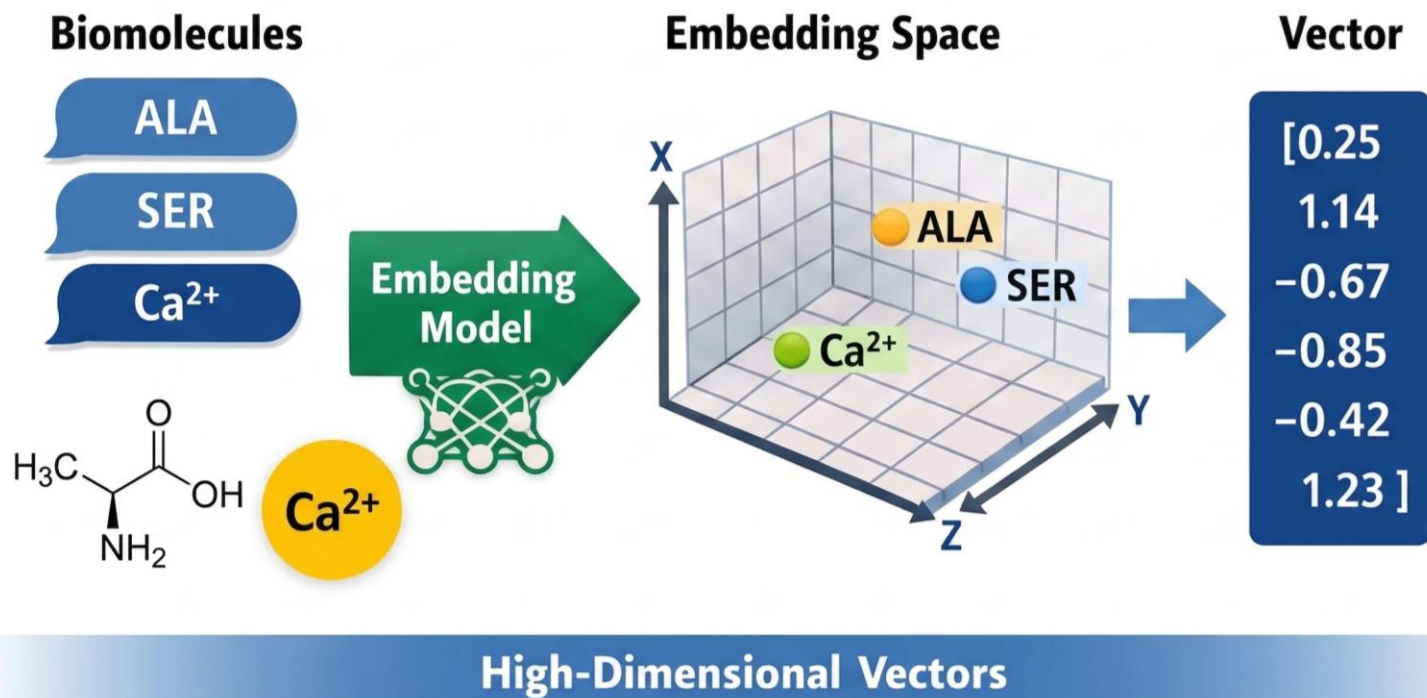 Biomolecules
ALA
SER
Ca²⁺
H₃C
O
OH
NH₂
Ca²⁺
Embedding
Model
Embedding Space
X
ALA
SER
Ca²⁺
Y
Z
Vector
[0.25
1.14
−0.67
−0.85
−0.42
1.23 ]
High-Dimensional Vectors